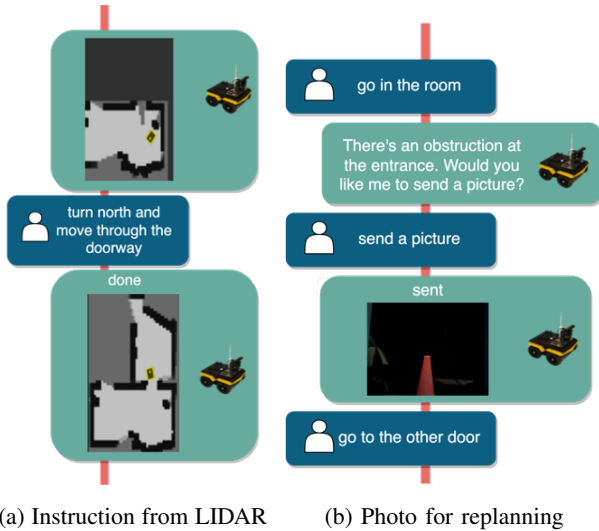 turn north and
move through the
doorway
done
(a) Instruction from LIDAR
go in the room
There's an obstruction at
the entrance. Would you
like me to send a picture?
send a picture
sent
go to the other door
(b) Photo for replanning